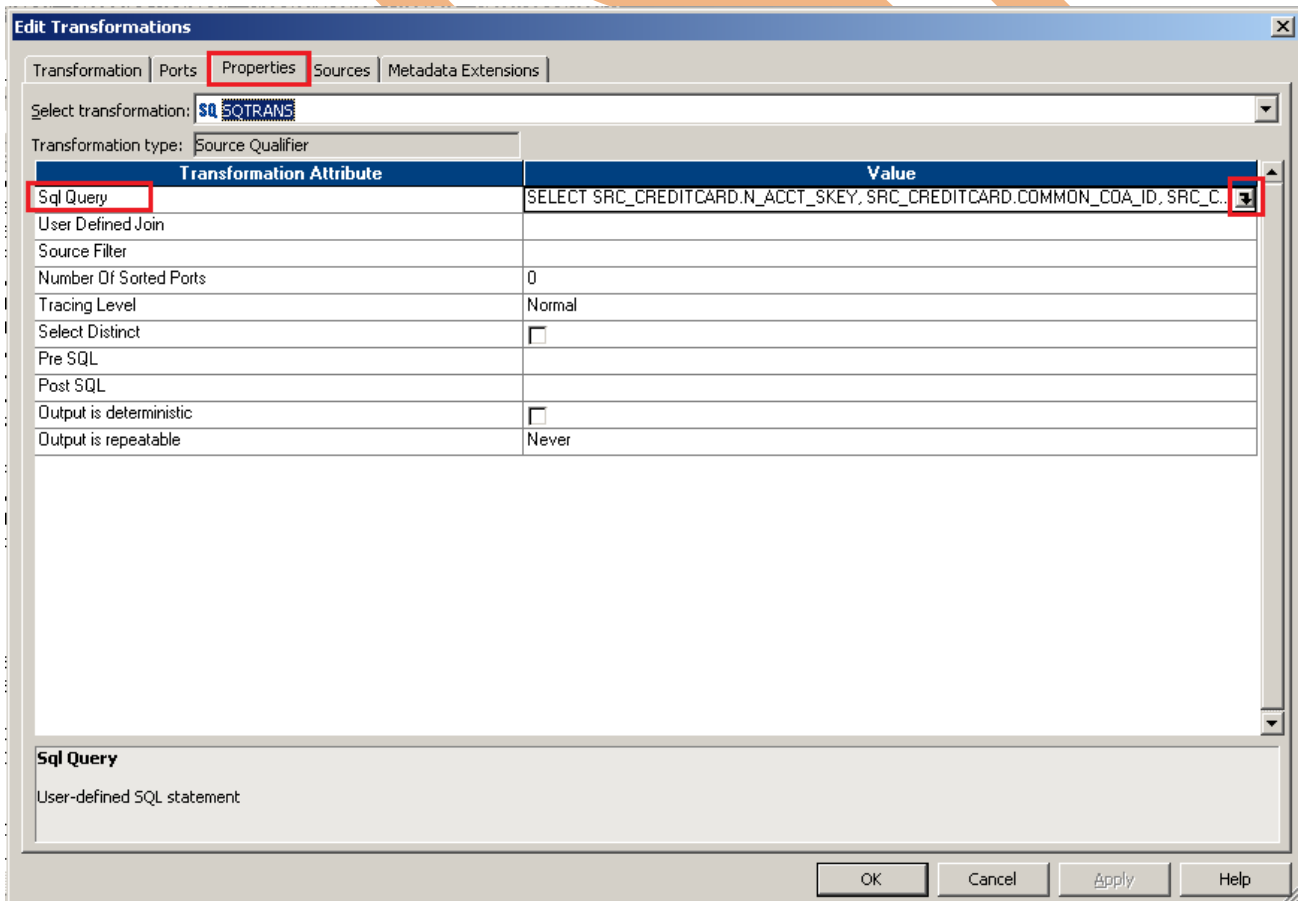 Edit Transformations
Transformation Ports Properties Sources Metadata Extensions
Select transformation: SQ SQTRANS
Transformation type: Source Qualifier
Transformation Attribute Value
Sql Query SELECT SRC_CREDITCARD.N_ACCT_SKEY, SRC_CREDITCARD.COMMON_COA_ID, SRC_C...
User Defined Join
Source Filter
Number Of Sorted Ports 0
Tracing Level Normal
Select Distinct
Pre SQL
Post SQL
Output is deterministic
Output is repeatable Never
Sql Query
User-defined SQL statement
OK Cancel Apply Help